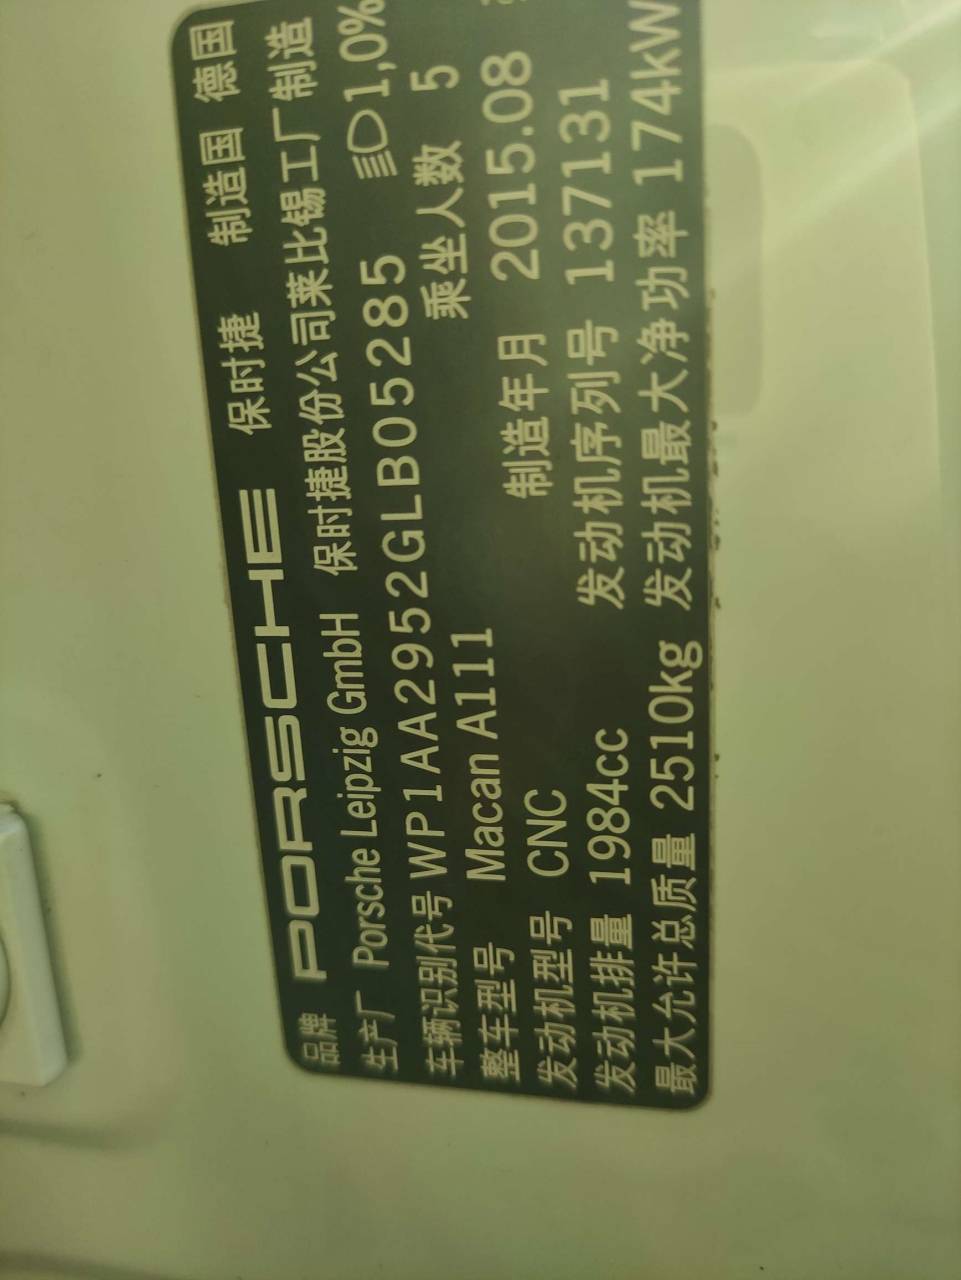 品牌 PORSCHE 保时捷 制造国 德国
生产厂 Porsche Leipzig GmbH 保时捷股份公司莱比锡工厂制造
车辆识别代号 WP1AA2952GLB05285 1,0%
整车型号 Macan A111 乘坐人数 5
发动机型号 CNC 制造年月 2015.08
发动机排量 1984cc 发动机序列号 137131
最大允许总质量 2510kg 发动机最大净功率 174kW